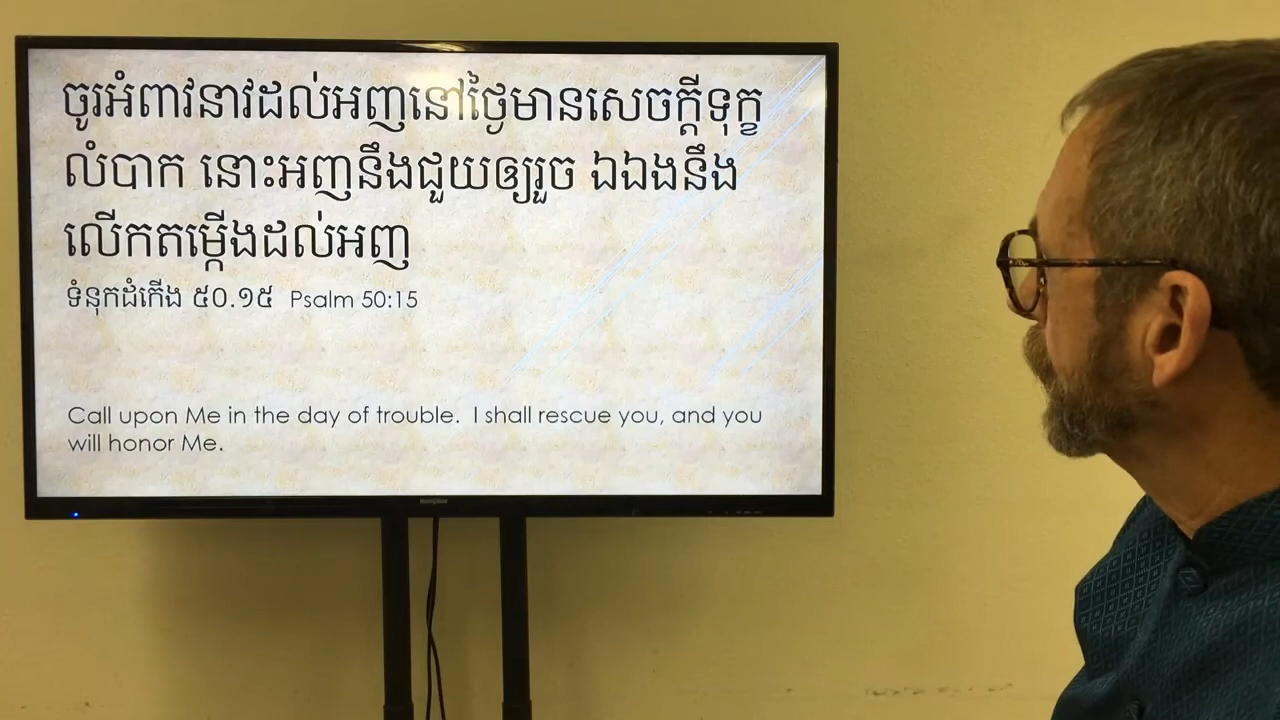 ចូរអំពាវនាវដល់អញនៅថ្ងៃមានសេចក្ដីទុក្ខ
លំបាក នោះអញនឹងជួយឲ្យរួច ឯឯងនឹង
លើកតម្កើងដល់អញ
ទំនុកដំកើង ៥០.១៥ Psalm 50:15
Call upon Me in the day of trouble. I shall rescue you, and you
will honor Me.